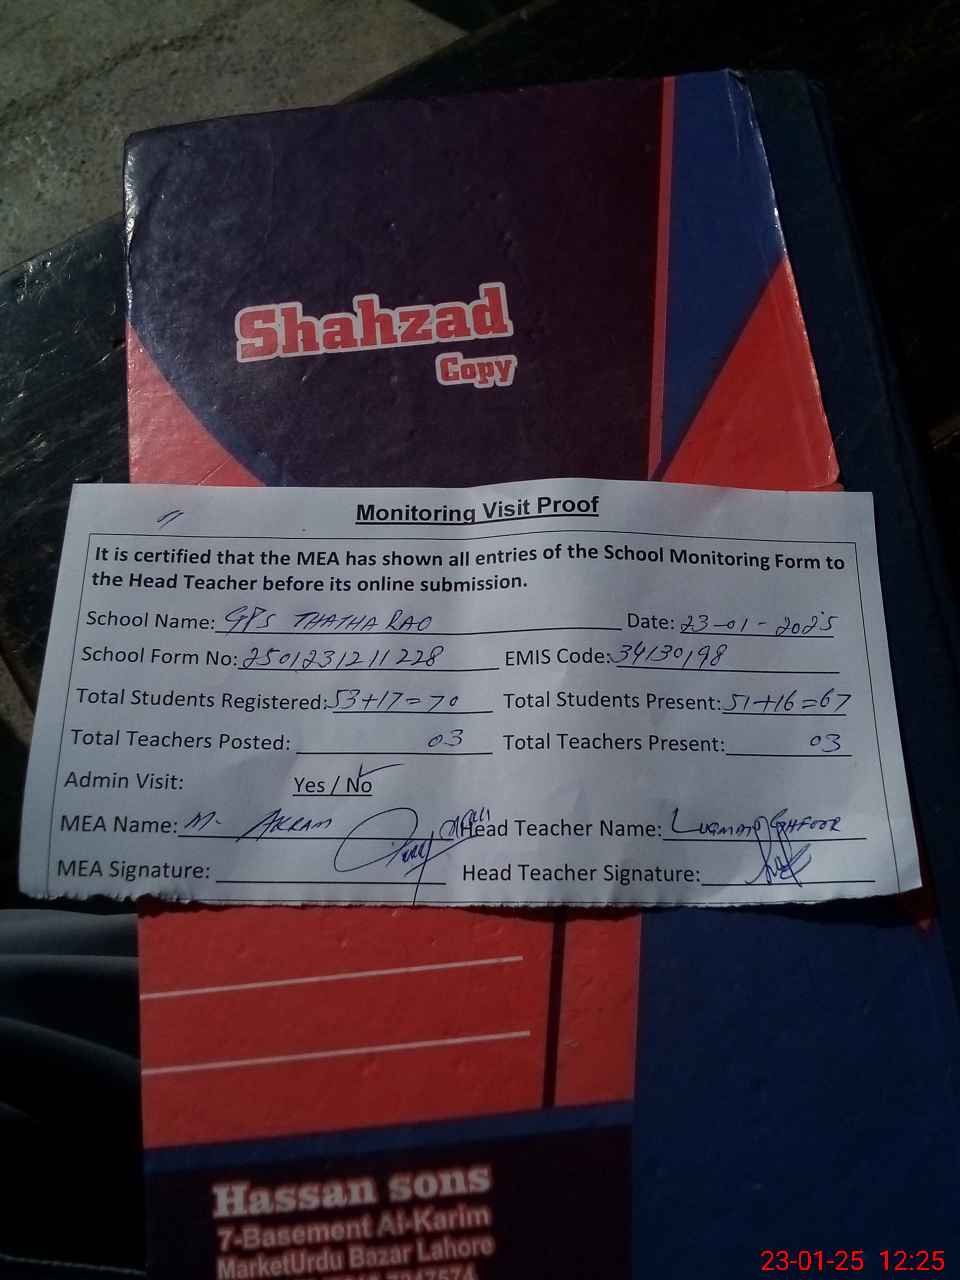 Shahzad
Copy
Monitoring Visit Proof
It is certified that the MEA has shown all entries of the School Monitoring Form to
the Head Teacher before its online submission.
School Name: GPS THATHA RAO Date: 23-01-2025
School Form No: 2501231211228 EMIS Code: 34130198
Total Students Registered: 53+17=70 Total Students Present: 51+16=67
Total Teachers Posted: 03 Total Teachers Present: 03
Admin Visit: Yes / No
MEA Name: M. AKRAM Head Teacher Name: LUQMAN GHFOOR
MEA Signature: Head Teacher Signature:
Hassan sons
7-Basement Al-Karim
MarketUrdu Bazar Lahore
23-01-25 12:25